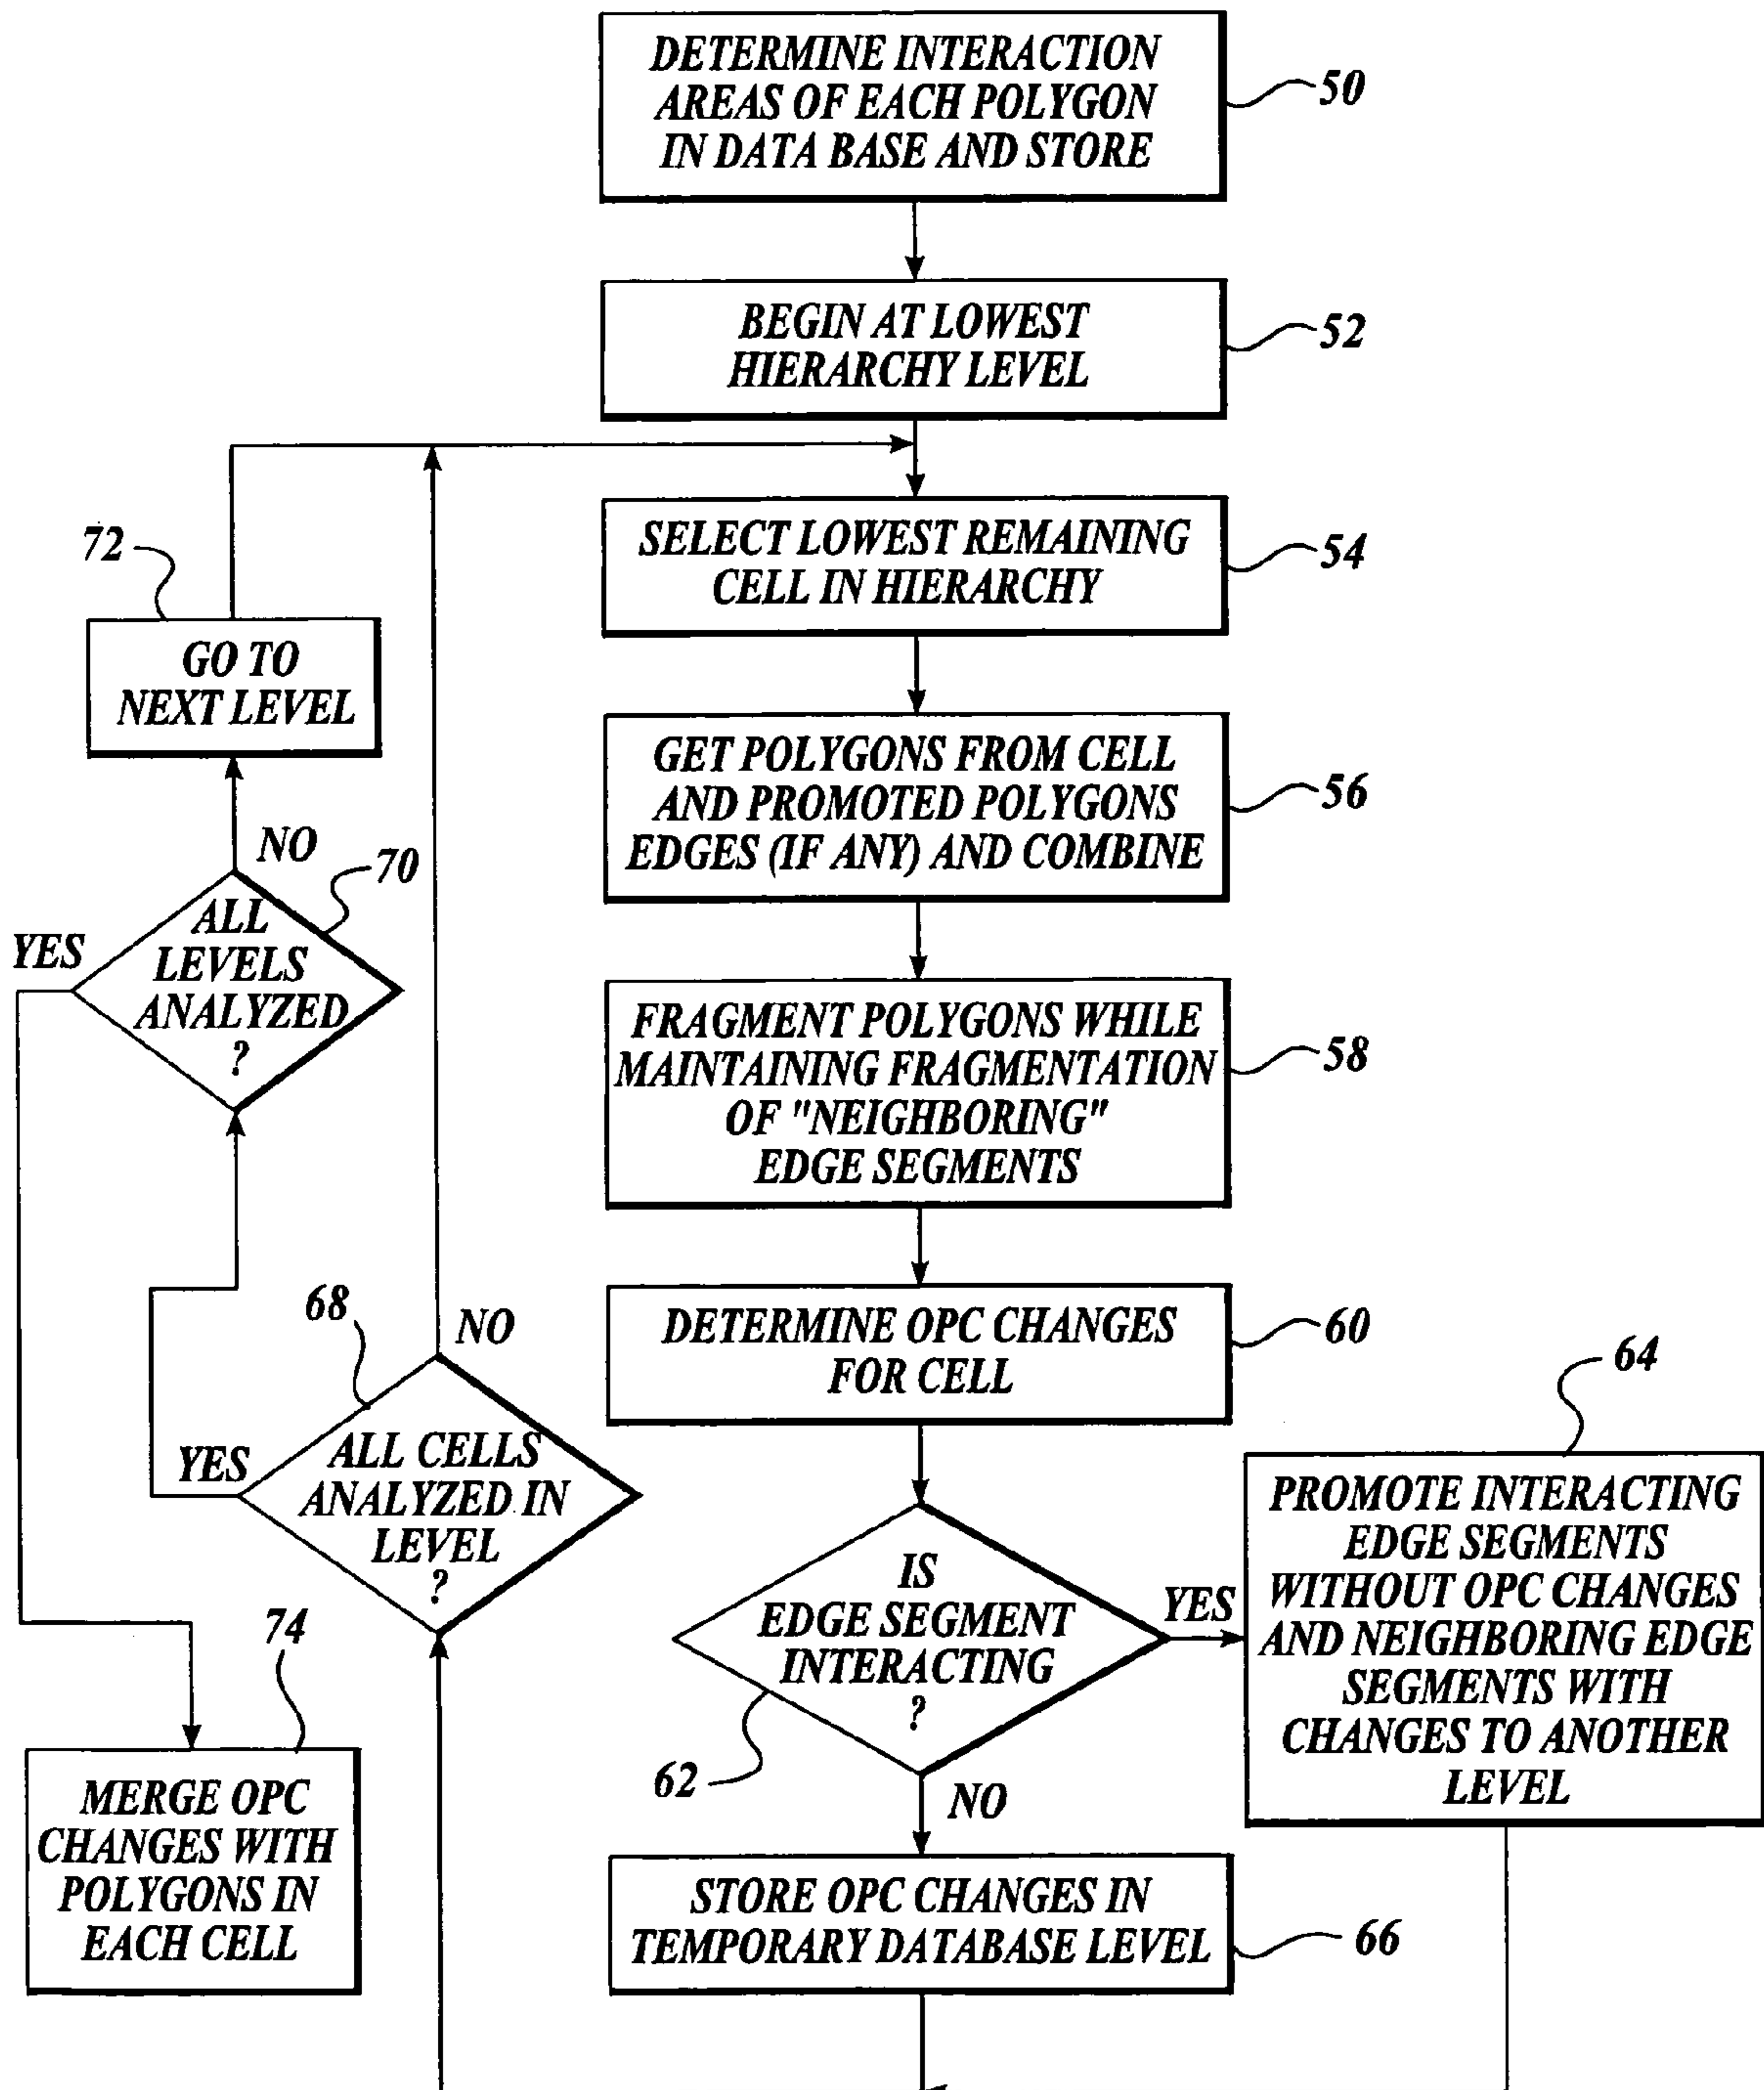 DETERMINE INTERACTION
AREAS OF EACH POLYGON
IN DATA BASE AND STORE
50
BEGIN AT LOWEST
HIERARCHY LEVEL
52
SELECT LOWEST REMAINING
CELL IN HIERARCHY
54
GET POLYGONS FROM CELL
AND PROMOTED POLYGONS
EDGES (IF ANY) AND COMBINE
56
FRAGMENT POLYGONS WHILE
MAINTAINING FRAGMENTATION
OF "NEIGHBORING"
EDGE SEGMENTS
58
DETERMINE OPC CHANGES
FOR CELL
60
IS
EDGE SEGMENT
INTERACTING
?
62
YES
NO
64
PROMOTE INTERACTING
EDGE SEGMENTS
WITHOUT OPC CHANGES
AND NEIGHBORING EDGE
SEGMENTS WITH
CHANGES TO ANOTHER
LEVEL
STORE OPC CHANGES IN
TEMPORARY DATABASE LEVEL
66
68
ALL CELLS
ANALYZED IN
LEVEL
?
NO
YES
70
ALL
LEVELS
ANALYZED
?
NO
YES
72
GO TO
NEXT LEVEL
74
MERGE OPC
CHANGES WITH
POLYGONS IN
EACH CELL